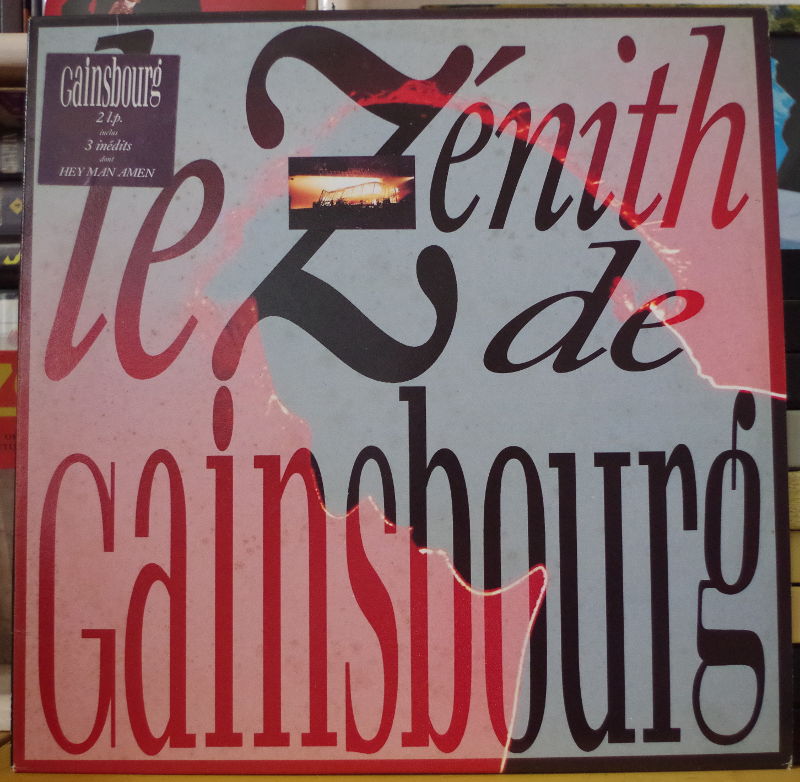 Gainsbourg
2 l.p.
inclus
3 inédits
dont
HEY MAN AMEN
le Zénith
de
Gainsbourg